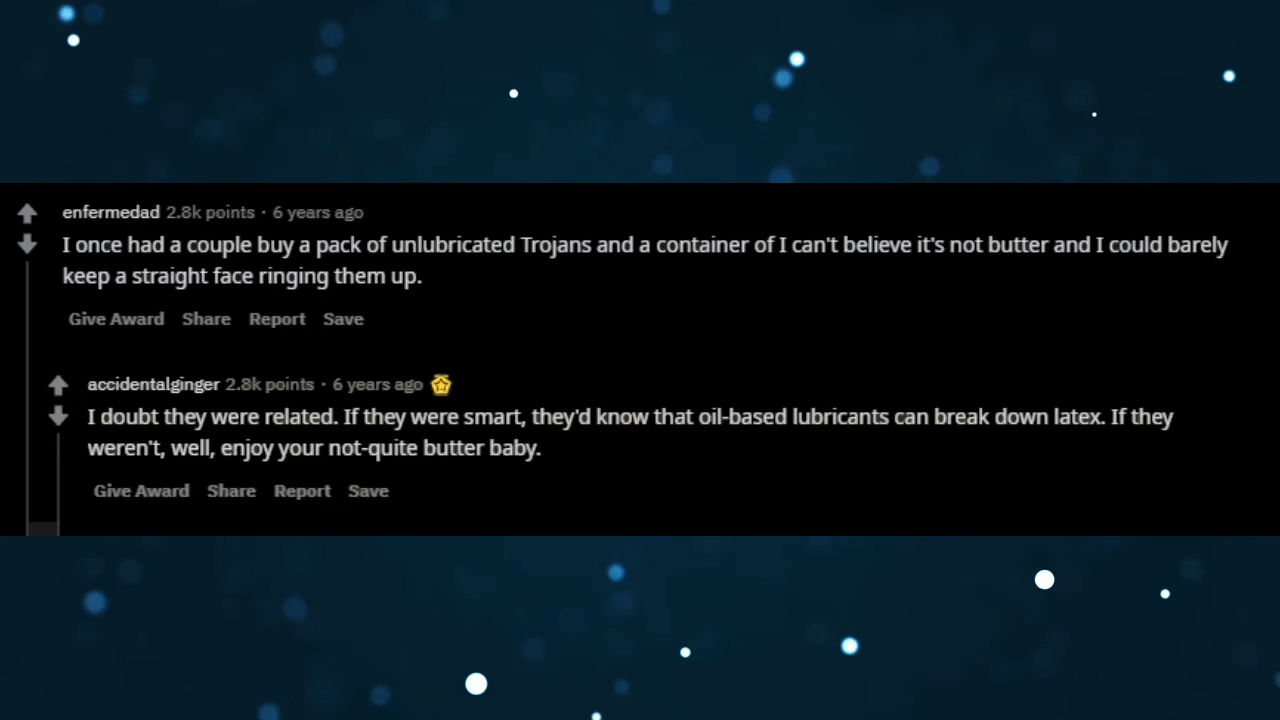 enfermedad 2.8k points · 6 years ago
I once had a couple buy a pack of unlubricated Trojans and a container of I can't believe it's not butter and I could barely
keep a straight face ringing them up.
Give Award Share Report Save
accidentalginger 2.8k points · 6 years ago
I doubt they were related. If they were smart, they'd know that oil-based lubricants can break down latex. If they
weren't, well, enjoy your not-quite butter baby.
Give Award Share Report Save